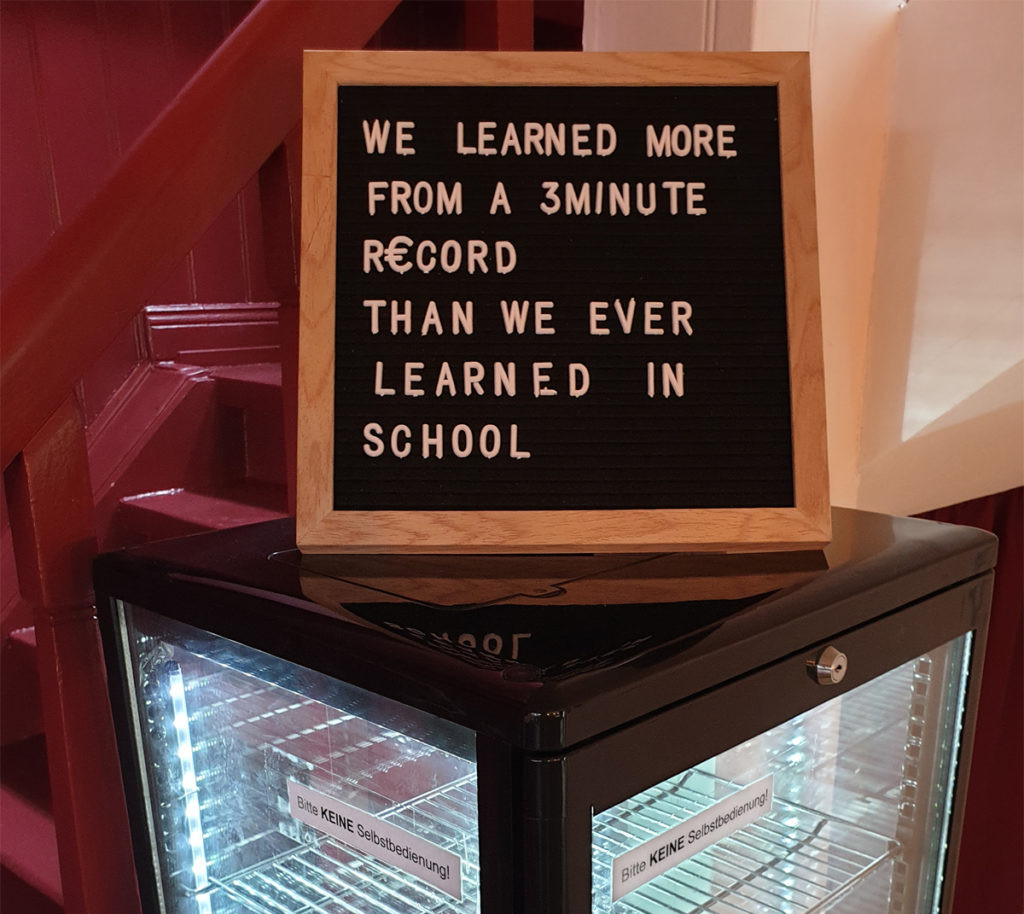 WE LEARNED MORE
FROM A 3MINUTE
R€CORD
THAN WE EVER
LEARNED IN
SCHOOL
Bitte KEINE Selbstbedienung!
Bitte KEINE Selbstbedienung!